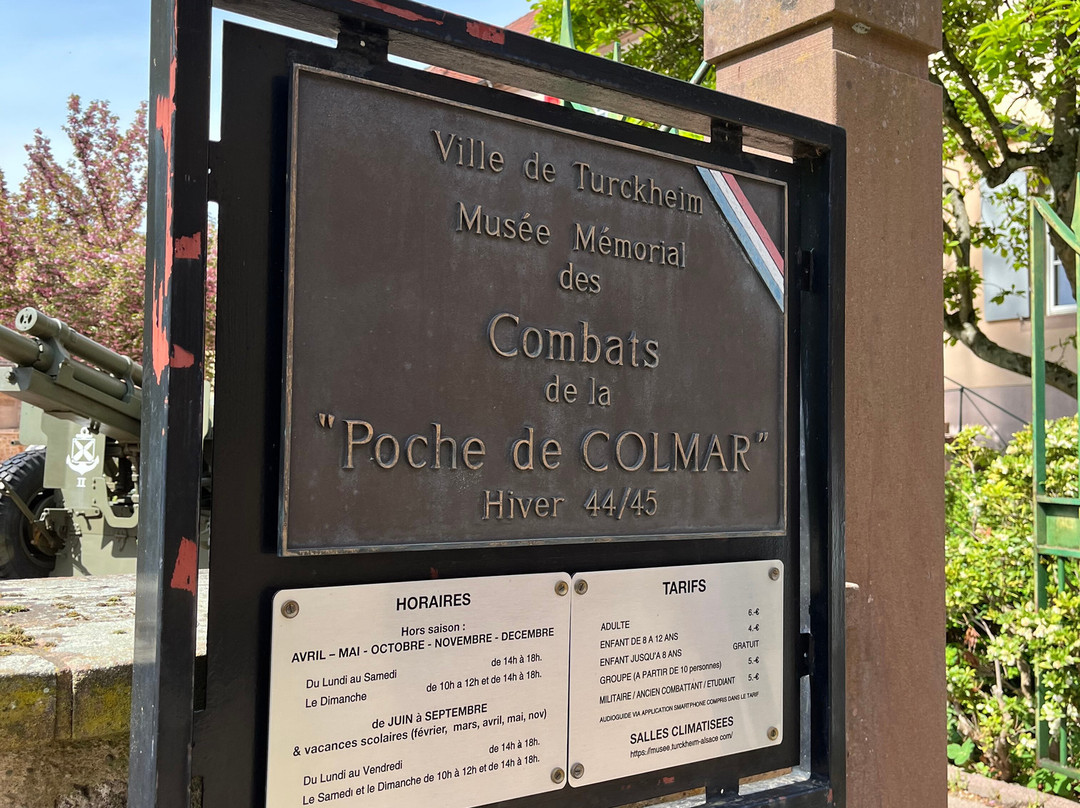 Ville de Turckheim
Musée Mémorial
des
Combats
de la
"Poche de COLMAR"
Hiver 44/45
HORAIRES
Hors saison :
AVRIL – MAI - OCTOBRE - NOVEMBRE - DECEMBRE
Du Lundi au Samedi de 14h à 18h.
Le Dimanche de 10h à 12h et de 14h à 18h.
de JUIN à SEPTEMBRE
& vacances scolaires (février, mars, avril, mai, nov)
Du Lundi au Vendredi de 14h à 18h.
Le Samedi et le Dimanche de 10h à 12h et de 14h à 18h.
TARIFS
ADULTE 6.-€
ENFANT DE 8 A 12 ANS 4.-€
ENFANT JUSQU'A 8 ANS GRATUIT
GROUPE (A PARTIR DE 10 personnes) 5.-€
MILITAIRE / ANCIEN COMBATTANT / ETUDIANT 5.-€
AUDIOGUIDE VIA APPLICATION SMARTPHONE COMPRIS DANS LE TARIF
SALLES CLIMATISEES
https://musee.turckheim-alsace.com/
II